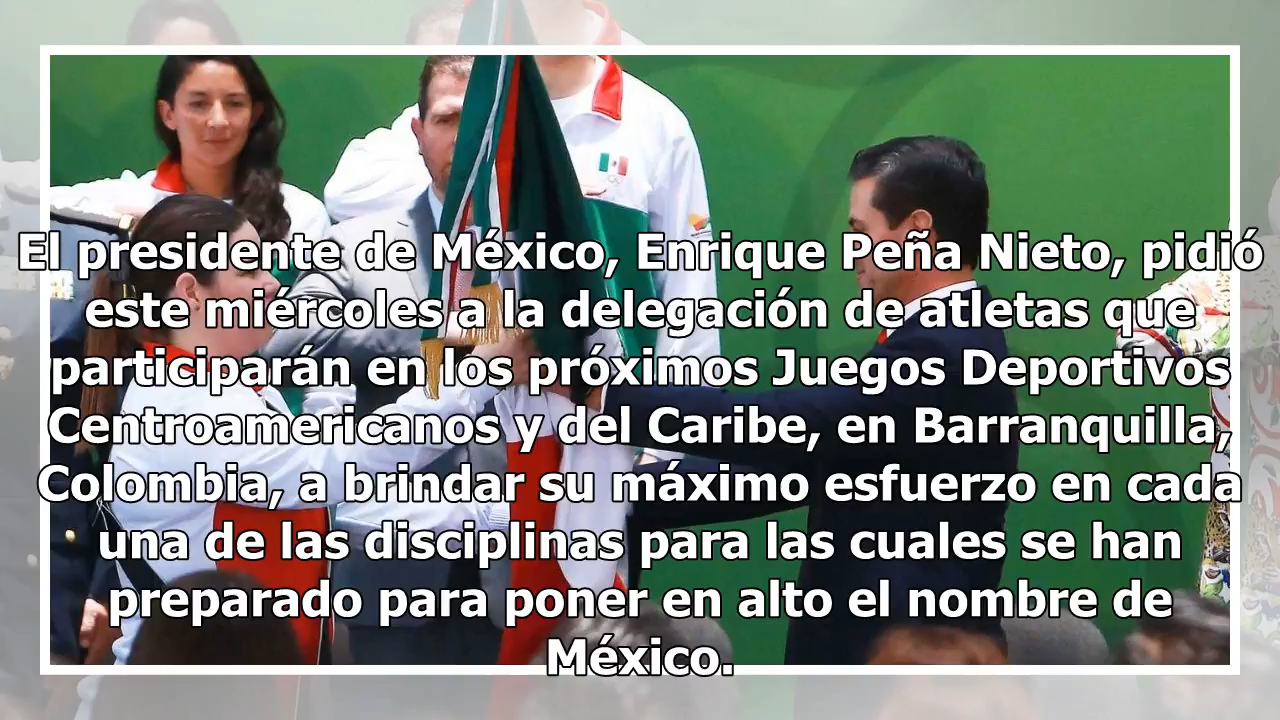 El presidente de México, Enrique Peña Nieto, pidió
este miércoles a la delegación de atletas que
participarán en los próximos Juegos Deportivos
Centroamericanos y del Caribe, en Barranquilla,
Colombia, a brindar su máximo esfuerzo en cada
una de las disciplinas para las cuales se han
preparado para poner en alto el nombre de
México.